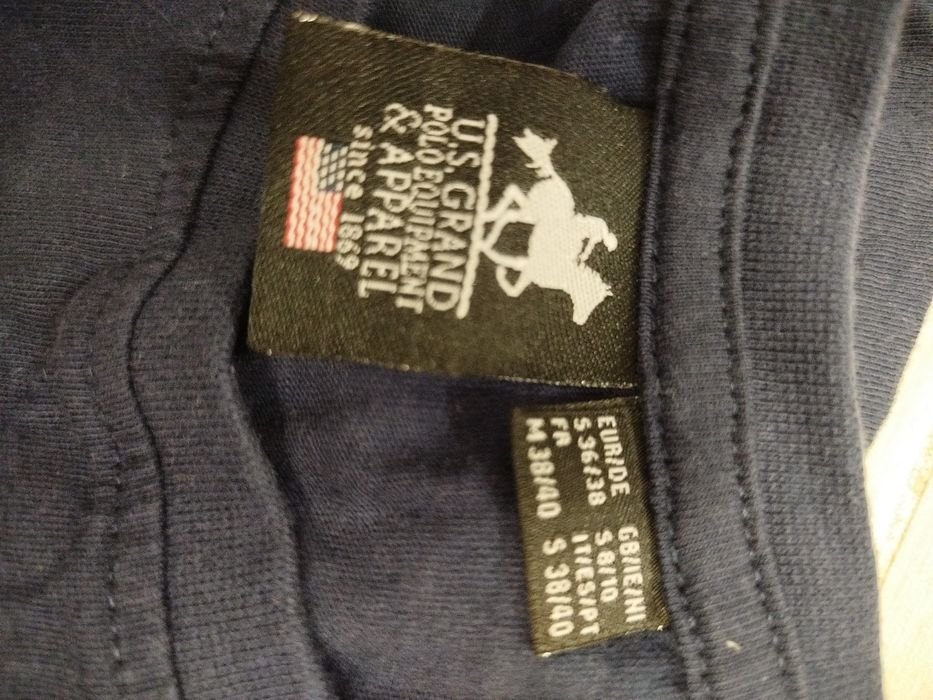 U.S. GRAND
POLO EQUIPMENT
& APPAREL
since 1869
EUR/DE GB/IE/NI
S 36/38 S 8/10
FR IT/ES/PT
M 38/40 S 38/40